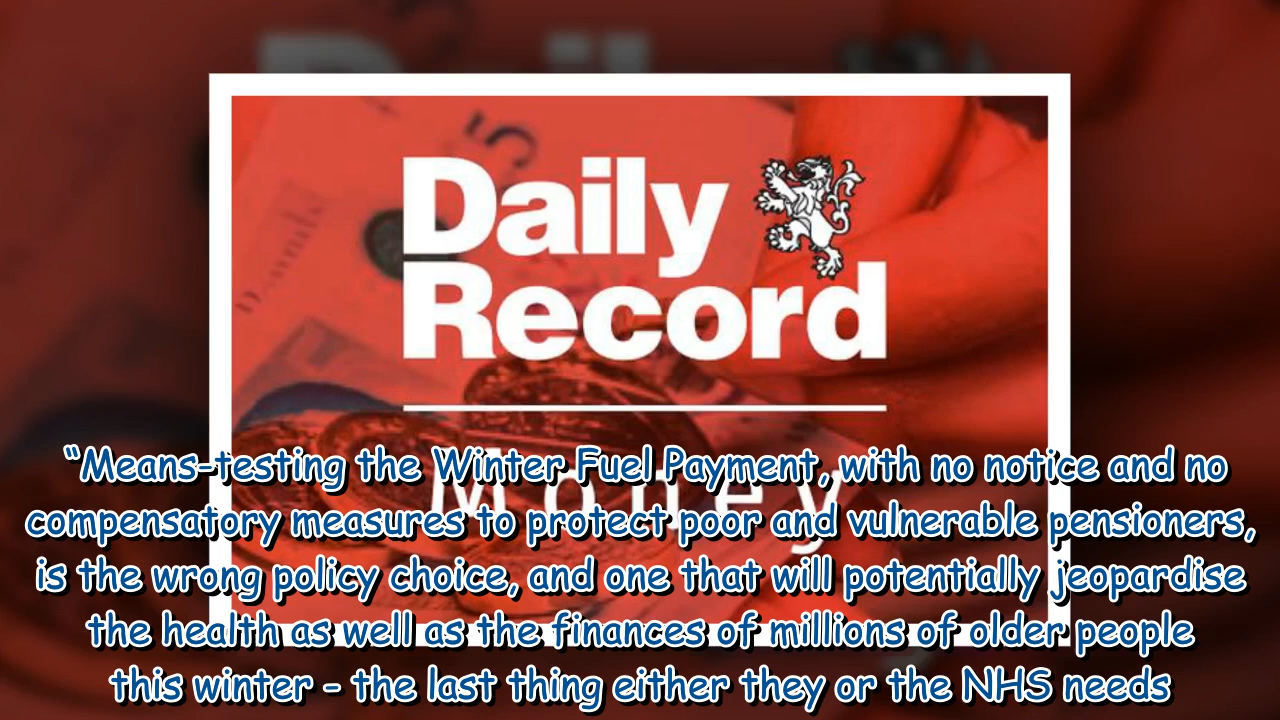 Daily
Record
Money
“Means-testing the Winter Fuel Payment, with no notice and no
compensatory measures to protect poor and vulnerable pensioners,
is the wrong policy choice, and one that will potentially jeopardise
the health as well as the finances of millions of older people
this winter - the last thing either they or the NHS needs